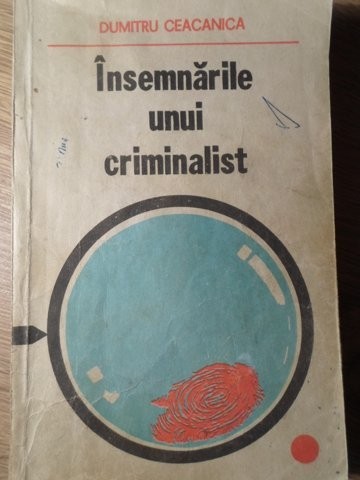 DUMITRU CEACANICA
Însemnările
unui
criminalist